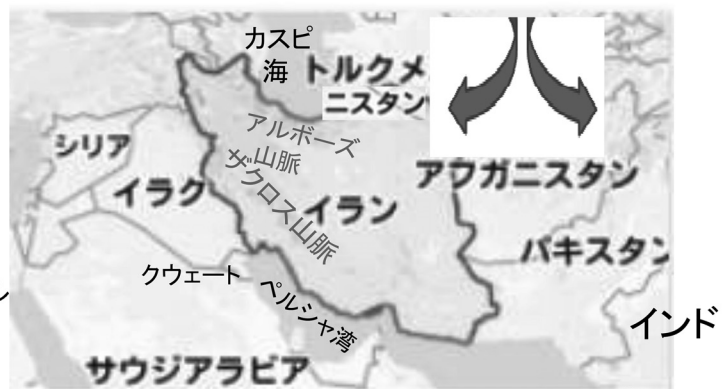 カスピ
海
トルクメ
ニスタン
アルボーズ
山脈
シリア
ザクロス山脈
イラク
イラン
アフガニスタン
パキスタン
クウェート
ペルシャ湾
インド
サウジアラビア